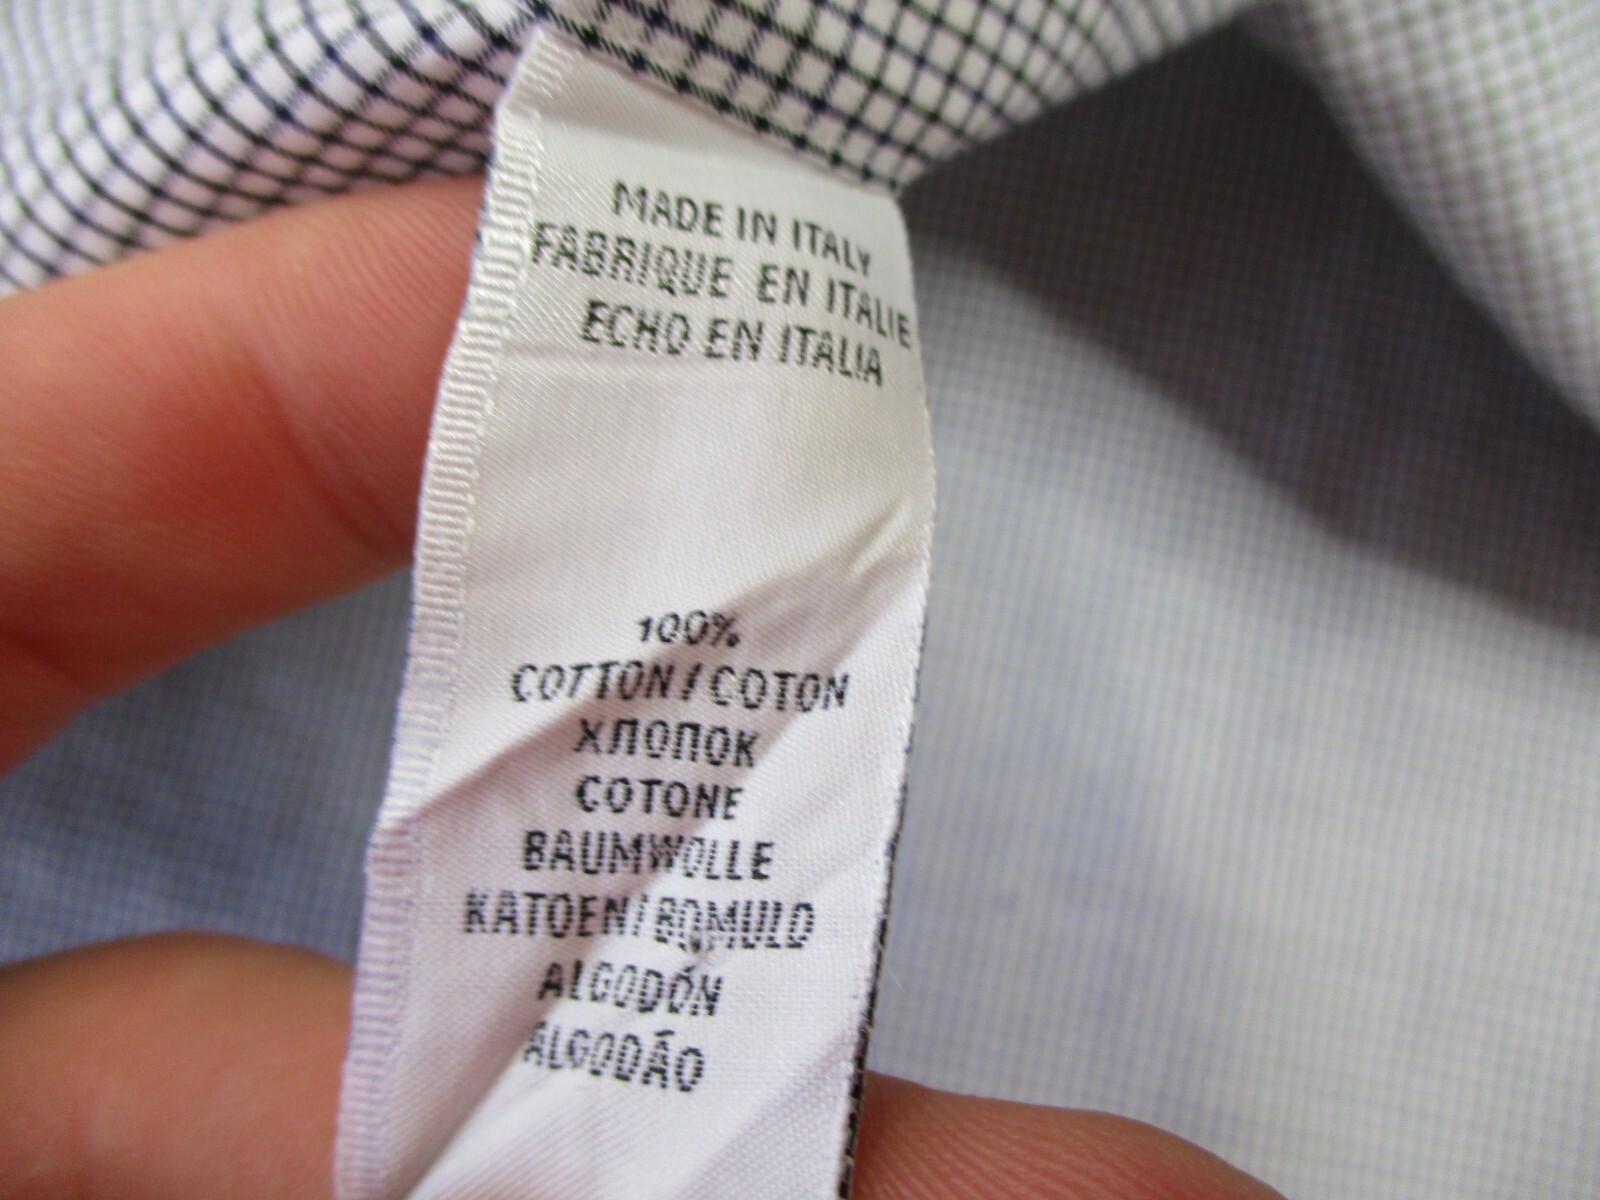 MADE IN ITALY
FABRIQUE EN ITALIE
ECHO EN ITALIA
100%
COTTON / COTON
ХЛОПОК
COTONE
BAUMWOLLE
KATOEN / BOMULD
ALGODÓN
ALGODÃO